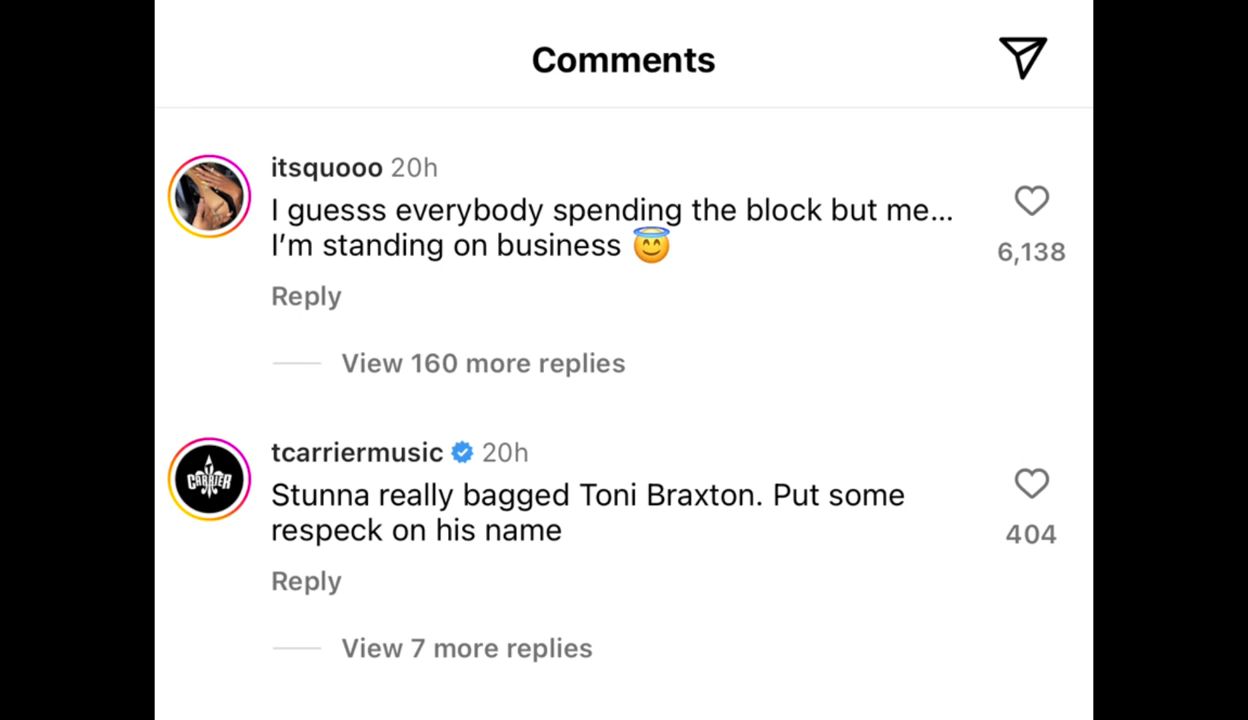 Comments
itsquooo 20h
I guesss everybody spending the block but me...
I'm standing on business 😇
6,138
Reply
View 160 more replies
CARRIER
tcarriermusic 20h
Stunna really bagged Toni Braxton. Put some
respeck on his name
404
Reply
View 7 more replies